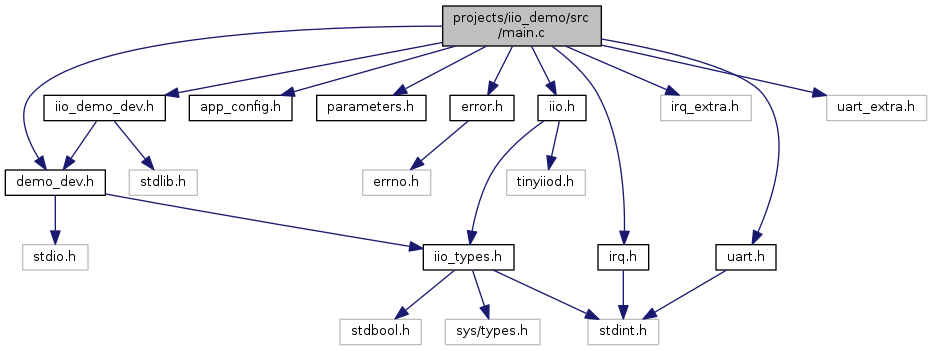 projects/iio_demo/src
/main.c
iio_demo_dev.h
app_config.h
parameters.h
error.h
iio.h
irq_extra.h
uart_extra.h
demo_dev.h
stdlib.h
errno.h
tinyiiod.h
stdio.h
iio_types.h
irq.h
uart.h
stdbool.h
sys/types.h
stdint.h